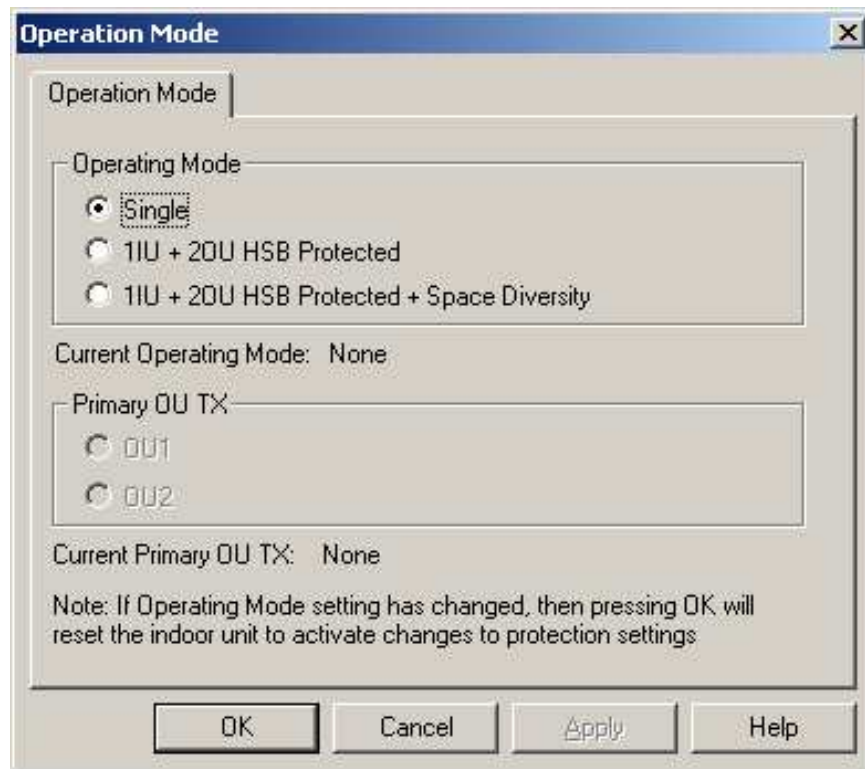 Operation Mode
Operation Mode
Operating Mode
Single
1IU + 2OU HSB Protected
1IU + 2OU HSB Protected + Space Diversity
Current Operating Mode: None
Primary OU TX
OU1
OU2
Current Primary OU TX: None
Note: If Operating Mode setting has changed, then pressing OK will
reset the indoor unit to activate changes to protection settings
OK Cancel Apply Help